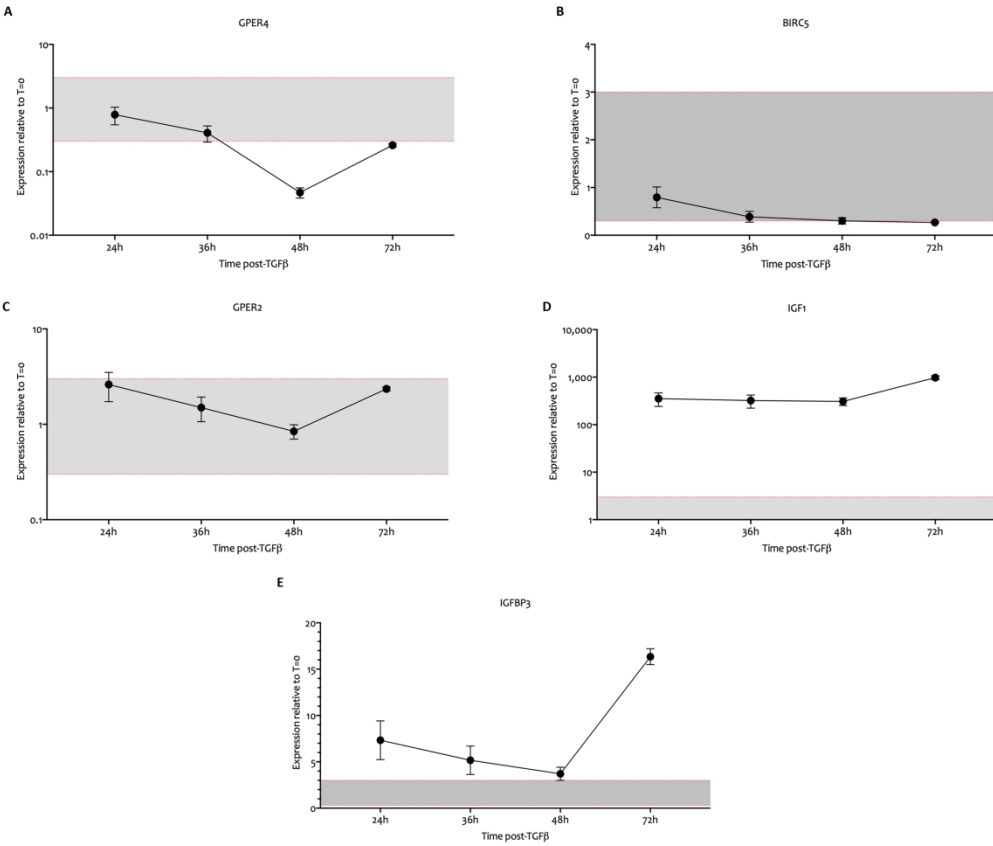 A
GPER4
Expression relative to T=0
10
1
0.1
0.01
24h 36h 48h 72h
Time post-TGFβ
B
BIRC5
Expression relative to T=0
4
3
2
1
0
24h 36h 48h 72h
Time post-TGFβ
C
GPER2
Expression relative to T=0
10
1
0.1
24h 36h 48h 72h
Time post-TGFβ
D
IGF1
Expression relative to T=0
10,000
1,000
100
10
1
24h 36h 48h 72h
Time post-TGFβ
E
IGFBP3
Expression relative to T=0
20
15
10
5
0
24h 36h 48h 72h
Time post-TGFβ